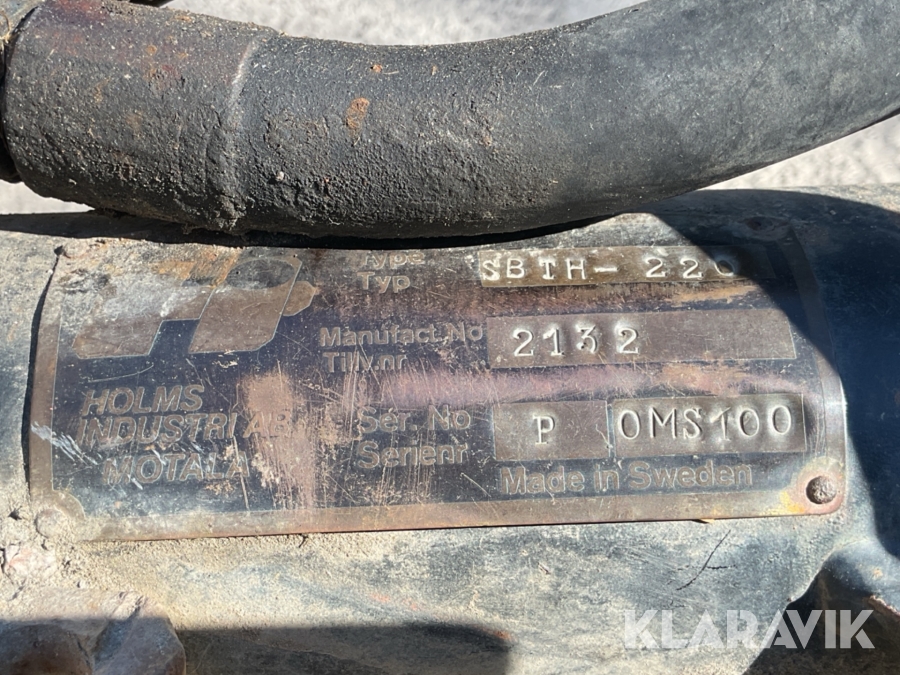 Type SBTH-220
Typ
Manufact.No 2132
Tillv.nr
HOLMS
INDUSTRI AB
MOTALA
Ser. No P OMS100
Serienr
Made in Sweden
KLARAVIK